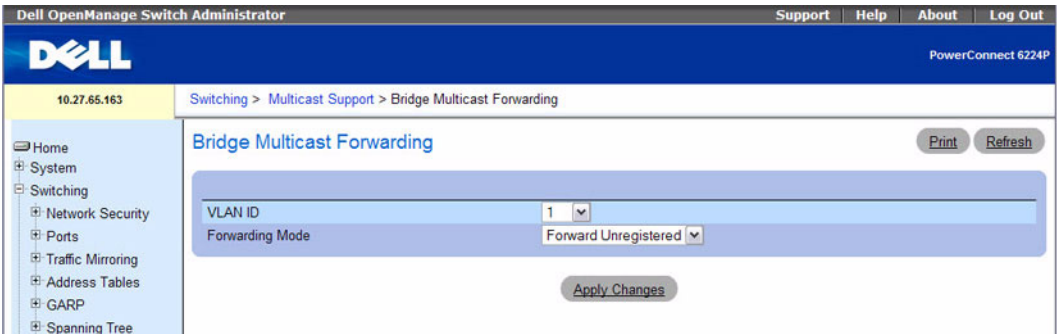 Dell OpenManage Switch Administrator
Support Help About Log Out
DELL
PowerConnect 6224P
10.27.65.163
Switching > Multicast Support > Bridge Multicast Forwarding
Home
System
Switching
Network Security
Ports
Traffic Mirroring
Address Tables
GARP
Spanning Tree
Bridge Multicast Forwarding
Print Refresh
VLAN ID 1
Forwarding Mode Forward Unregistered
Apply Changes